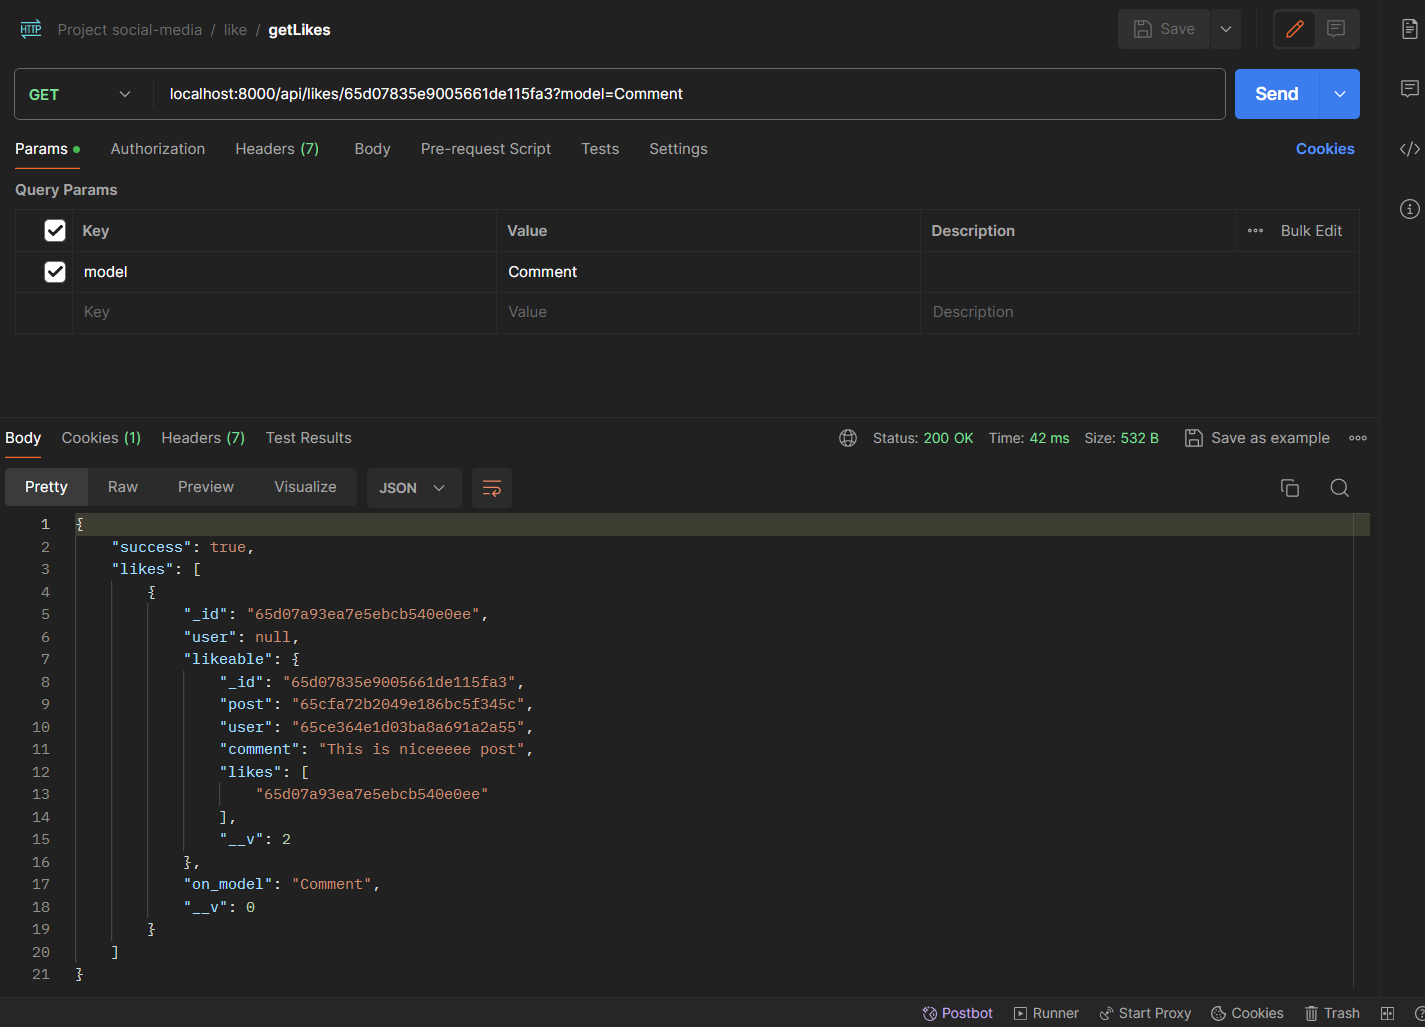 HTTP Project social-media / like / getLikes Save
GET localhost:8000/api/likes/65d07835e9005661de115fa3?model=Comment Send
Params Authorization Headers (7) Body Pre-request Script Tests Settings Cookies
Query Params
Key Value Description Bulk Edit
model Comment
Key Value Description
Body Cookies (1) Headers (7) Test Results Status: 200 OK Time: 42 ms Size: 532 B Save as example
Pretty Raw Preview Visualize JSON
1 {
2 "success": true,
3 "likes": [
4 {
5 "_id": "65d07a93ea7e5ebcb540e0ee",
6 "user": null,
7 "likeable": {
8 "_id": "65d07835e9005661de115fa3",
9 "post": "65cfa72b2049e186bc5f345c",
10 "user": "65ce364e1d03ba8a691a2a55",
11 "comment": "This is niceeeee post",
12 "likes": [
13 "65d07a93ea7e5ebcb540e0ee"
14 ],
15 "__v": 2
16 },
17 "on_model": "Comment",
18 "__v": 0
19 }
20 ]
21 }
Postbot Runner Start Proxy Cookies Trash